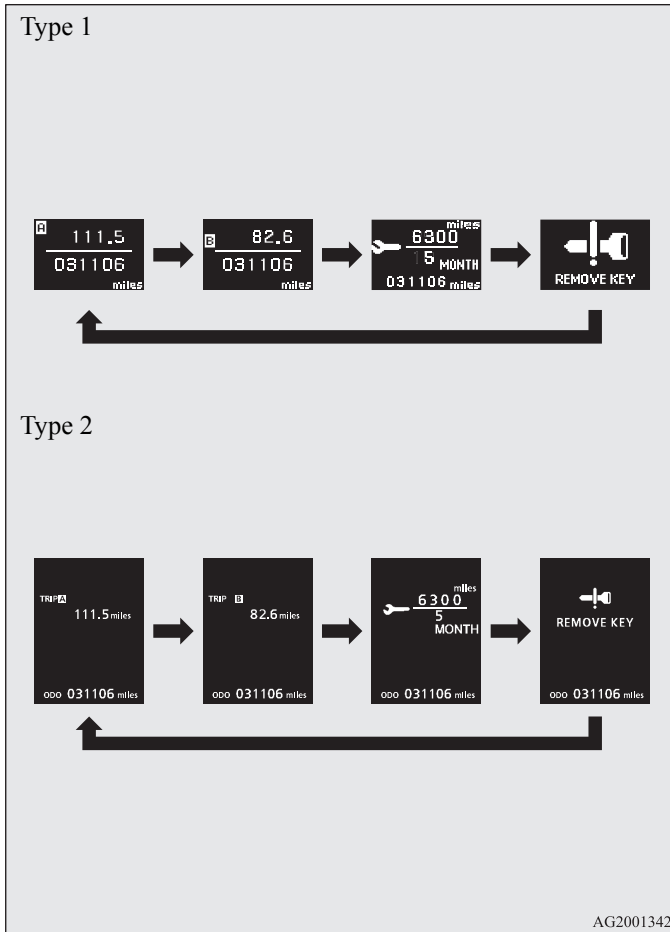 Type 1
A
111.5
031106
miles
B
82.6
031106
miles
miles
6300
15 MONTH
031106 miles
REMOVE KEY
Type 2
TRIP A
111.5 miles
ODO 031106 miles
TRIP B
82.6 miles
ODO 031106 miles
miles
6300
5
MONTH
ODO 031106 miles
REMOVE KEY
ODO 031106 miles
AG2001342